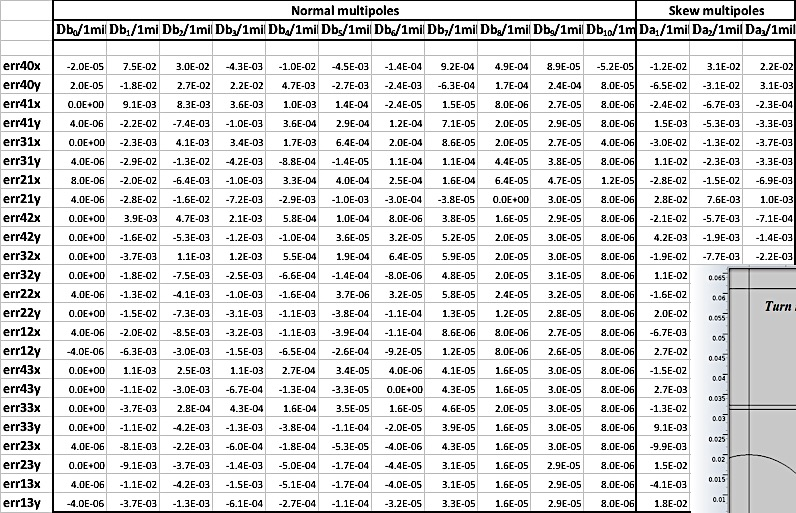 Normal multipoles Skew multipoles
Db0/1mil Db1/1mil Db2/1mil Db3/1mil Db4/1mil Db5/1mil Db6/1mil Db7/1mil Db8/1mil Db9/1mil Db10/1m Da1/1mil Da2/1mil Da3/1mil
err40x -2.0E-05 7.5E-02 3.0E-02 -4.3E-03 -1.0E-02 -4.5E-03 -1.4E-04 9.2E-04 4.9E-04 8.9E-05 -5.2E-05 -1.2E-02 3.1E-02 2.2E-02
err40y 2.0E-05 -1.8E-02 2.7E-02 2.2E-02 4.7E-03 -2.7E-03 -2.4E-03 -6.3E-04 1.7E-04 2.4E-04 8.0E-05 -6.5E-02 -3.1E-02 3.1E-03
err41x 0.0E+00 9.1E-03 8.3E-03 3.6E-03 1.0E-03 1.4E-04 -2.4E-05 1.5E-05 8.0E-06 2.7E-05 8.0E-06 -2.4E-02 -6.7E-03 -2.3E-04
err41y 4.0E-06 -2.2E-02 -7.4E-03 -1.0E-03 3.6E-04 2.9E-04 1.2E-04 7.1E-05 2.0E-05 2.9E-05 8.0E-06 1.5E-03 -5.3E-03 -3.3E-03
err31x 0.0E+00 -2.3E-03 4.1E-03 3.4E-03 1.7E-03 6.4E-04 2.0E-04 8.6E-05 2.0E-05 2.7E-05 4.0E-06 -3.0E-02 -1.3E-02 -3.7E-03
err31y 4.0E-06 -2.9E-02 -1.3E-02 -4.2E-03 -8.8E-04 -1.4E-05 1.1E-04 1.1E-04 4.4E-05 3.8E-05 8.0E-06 1.1E-02 -2.3E-03 -3.3E-03
err21x 8.0E-06 -2.0E-02 -6.4E-03 -1.0E-03 3.3E-04 4.0E-04 2.5E-04 1.6E-04 6.4E-05 4.7E-05 1.2E-05 -2.8E-02 -1.5E-02 -6.9E-03
err21y 4.0E-06 -2.8E-02 -1.6E-02 -7.2E-03 -2.9E-03 -1.0E-03 -3.0E-04 -3.8E-05 0.0E+00 3.0E-05 8.0E-06 2.8E-02 7.6E-03 1.0E-03
err42x 0.0E+00 3.9E-03 4.7E-03 2.1E-03 5.8E-04 1.0E-04 8.0E-06 3.8E-05 1.6E-05 2.9E-05 8.0E-06 -2.1E-02 -5.7E-03 -7.1E-04
err42y 0.0E+00 -1.6E-02 -5.3E-03 -1.2E-03 -1.0E-04 3.6E-05 3.2E-05 5.2E-05 2.0E-05 3.0E-05 8.0E-06 4.2E-03 -1.9E-03 -1.4E-03
err32x 0.0E+00 -3.7E-03 1.1E-03 1.2E-03 5.5E-04 1.9E-04 6.4E-05 5.9E-05 2.0E-05 3.0E-05 8.0E-06 -1.9E-02 -7.7E-03 -2.2E-03
err32y 0.0E+00 -1.8E-02 -7.5E-03 -2.5E-03 -6.6E-04 -1.4E-04 -8.0E-06 4.8E-05 2.0E-05 3.1E-05 8.0E-06 1.1E-02
0.065
err22x 4.0E-06 -1.3E-02 -4.1E-03 -1.0E-03 -1.6E-04 3.7E-06 3.2E-05 5.8E-05 2.4E-05 3.2E-05 8.0E-06 -1.6E-02
0.06
err22y 0.0E+00 -1.5E-02 -7.3E-03 -3.1E-03 -1.1E-03 -3.8E-04 -1.1E-04 1.3E-05 1.2E-05 2.8E-05 8.0E-06 2.0E-02 Turn
0.055
err12x 4.0E-06 -2.0E-02 -8.5E-03 -3.2E-03 -1.1E-03 -3.9E-04 -1.1E-04 8.6E-06 8.0E-06 2.7E-05 8.0E-06 -6.7E-03
0.05
err12y -4.0E-06 -6.3E-03 -3.0E-03 -1.5E-03 -6.5E-04 -2.6E-04 -9.2E-05 1.2E-05 8.0E-06 2.6E-05 8.0E-06 2.7E-02
0.045
err43x 0.0E+00 1.1E-03 2.5E-03 1.1E-03 2.7E-04 3.4E-05 4.0E-06 4.1E-05 1.6E-05 3.0E-05 8.0E-06 -1.5E-02
0.04
err43y 0.0E+00 -1.1E-02 -3.0E-03 -6.7E-04 -1.3E-04 -3.3E-05 0.0E+00 4.3E-05 1.6E-05 3.0E-05 8.0E-06 2.7E-03
0.035
err33x 0.0E+00 -3.7E-03 2.8E-04 4.3E-04 1.6E-04 3.5E-05 1.6E-05 4.6E-05 2.0E-05 3.0E-05 8.0E-06 -1.3E-02
0.03
err33y 0.0E+00 -1.1E-02 -4.2E-03 -1.3E-03 -3.8E-04 -1.1E-04 -2.0E-05 3.9E-05 1.6E-05 3.0E-05 8.0E-06 9.1E-03
0.025
err23x 4.0E-06 -8.1E-03 -2.2E-03 -6.0E-04 -1.8E-04 -5.3E-05 -4.0E-06 4.3E-05 1.6E-05 3.0E-05 8.0E-06 -9.9E-03
0.02
err23y 0.0E+00 -9.1E-03 -3.7E-03 -1.4E-03 -5.0E-04 -1.7E-04 -4.4E-05 3.1E-05 1.6E-05 2.9E-05 8.0E-06 1.5E-02
0.015
err13x 4.0E-06 -1.1E-02 -4.2E-03 -1.5E-03 -5.1E-04 -1.7E-04 -4.0E-05 3.1E-05 1.6E-05 2.9E-05 8.0E-06 -4.1E-03
0.01
err13y -4.0E-06 -3.7E-03 -1.3E-03 -6.1E-04 -2.7E-04 -1.1E-04 -3.2E-05 3.3E-05 1.6E-05 2.9E-05 8.0E-06 1.8E-02